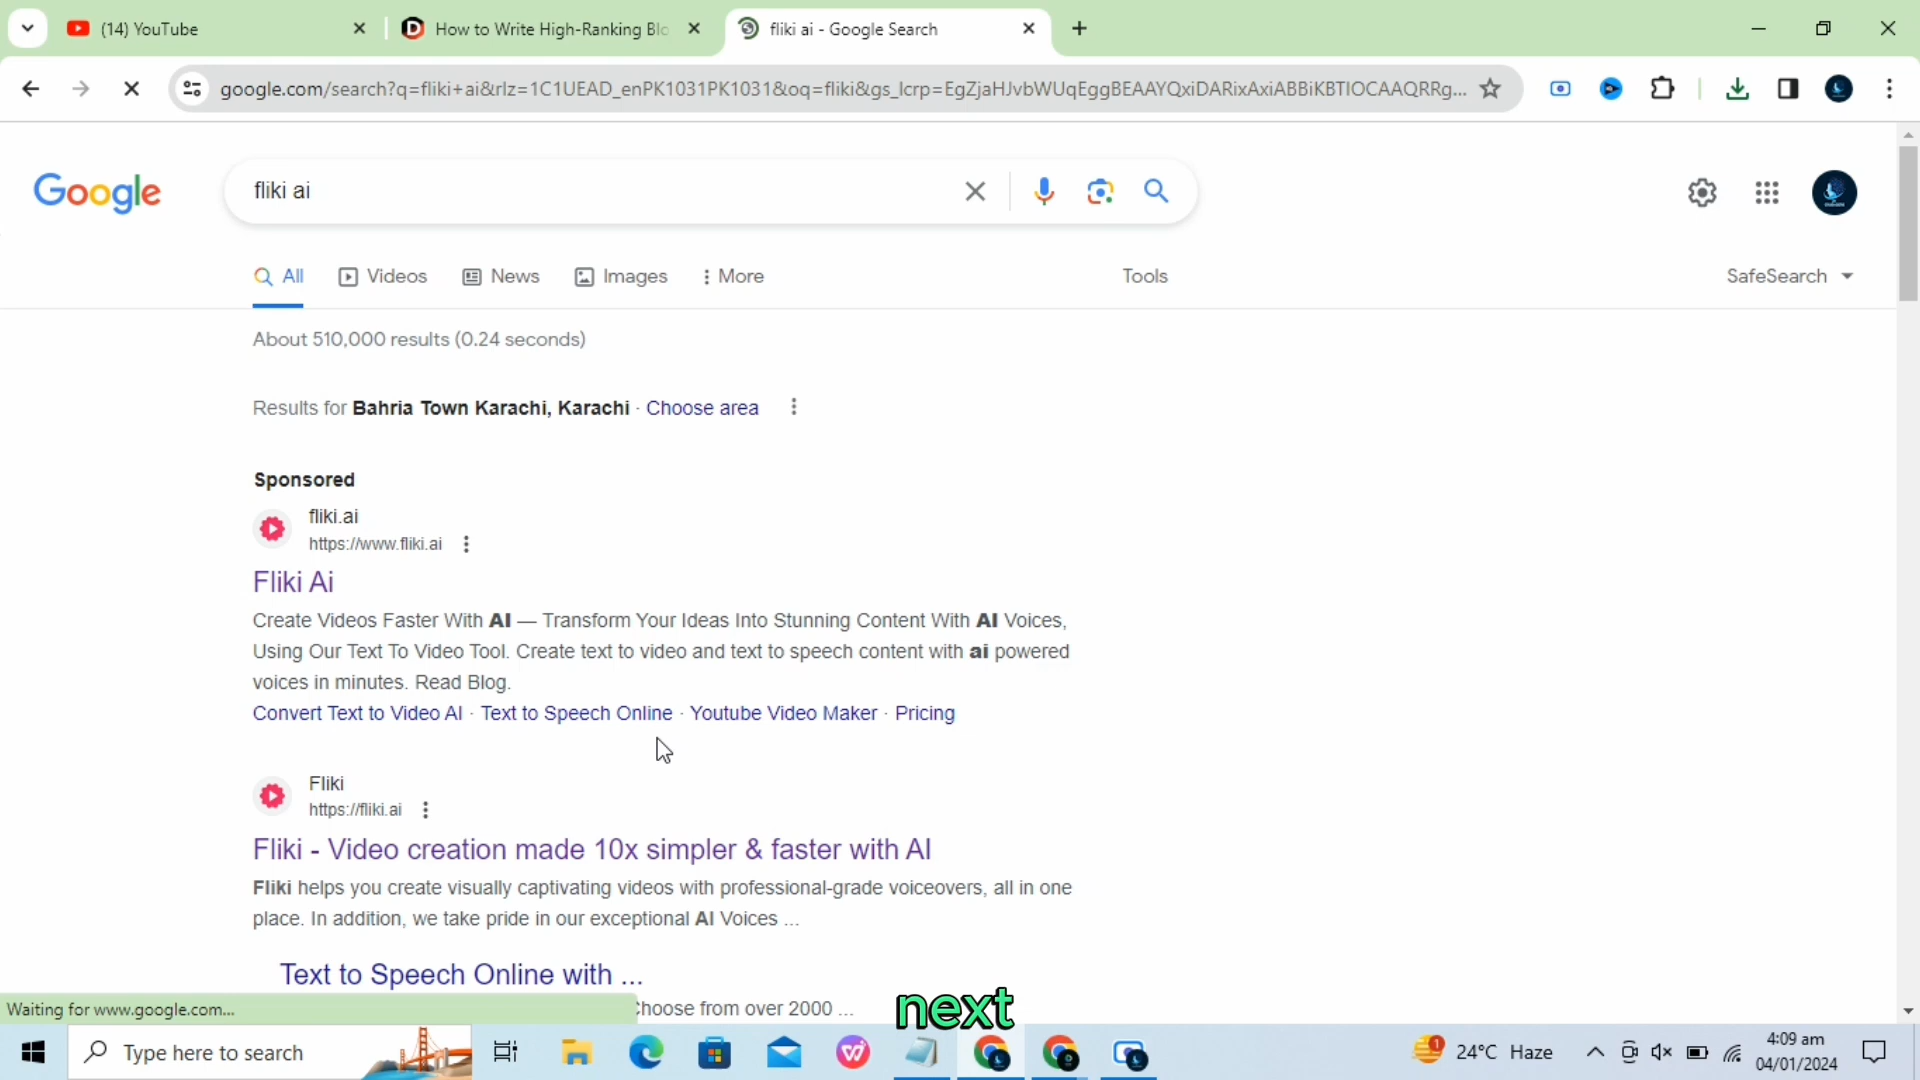 (14) YouTube
How to Write High-Ranking Blo
fliki ai - Google Search
google.com/search?q=fliki+ai&rlz=1C1UEAD_enPK1031PK1031&oq=fliki&gs_lcrp=EgZjaHJvbWUqEggBEAAYQxiDARixAxiABBiKBTIOCAAQRRg...
Google
fliki ai
All
Videos
News
Images
More
Tools
SafeSearch
About 510,000 results (0.24 seconds)
Results for Bahria Town Karachi, Karachi · Choose area
Sponsored
fliki.ai
https://www.fliki.ai
Fliki Ai
Create Videos Faster With AI — Transform Your Ideas Into Stunning Content With AI Voices,
Using Our Text To Video Tool. Create text to video and text to speech content with ai powered
voices in minutes. Read Blog.
Convert Text to Video AI · Text to Speech Online · Youtube Video Maker · Pricing
Fliki
https://fliki.ai
Fliki - Video creation made 10x simpler & faster with AI
Fliki helps you create visually captivating videos with professional-grade voiceovers, all in one
place. In addition, we take pride in our exceptional AI Voices ...
Text to Speech Online with ...
Choose from over 2000 ...
Waiting for www.google.com...
next
Type here to search
1
24°C Haze
4:09 am
04/01/2024